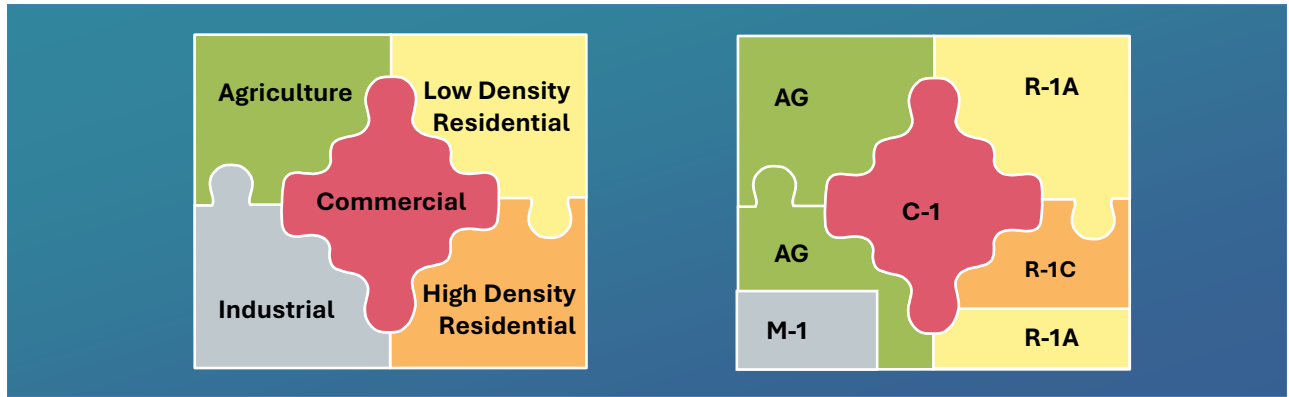 Agriculture
Low Density
Residential
Commercial
Industrial
High Density
Residential
AG
R-1A
C-1
AG
R-1C
M-1
R-1A